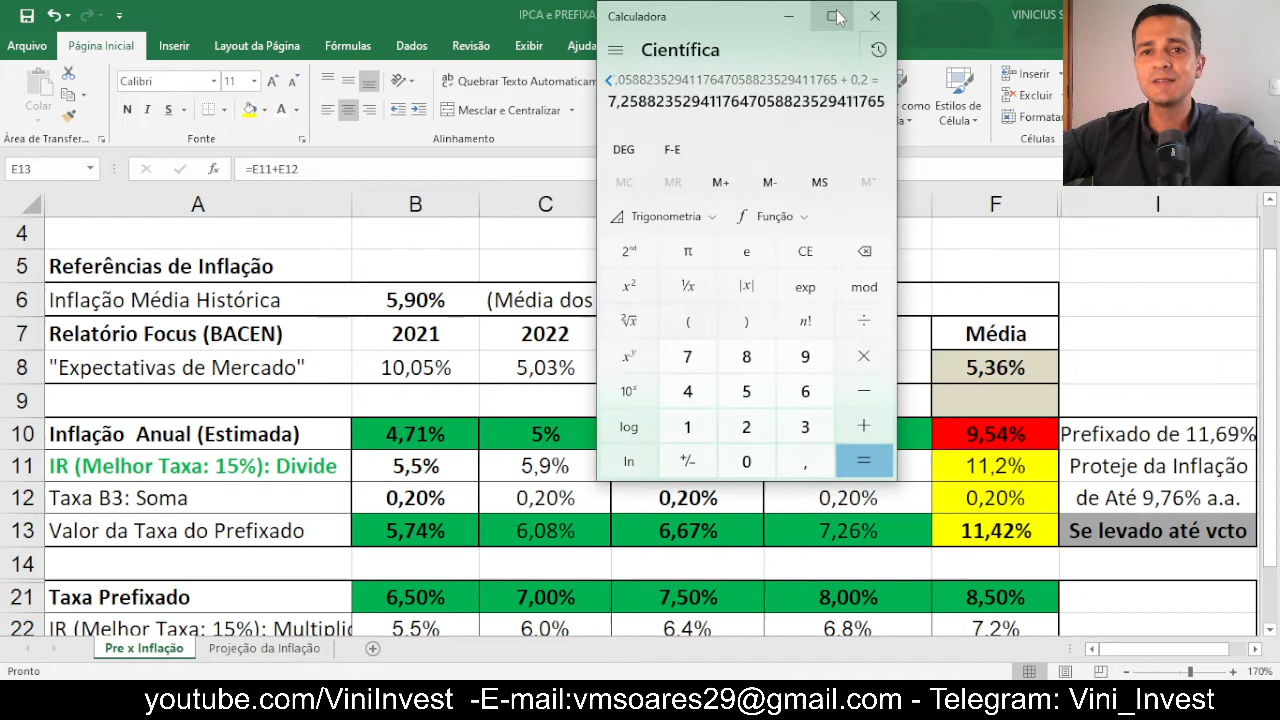 IPCA e PREFIXA
VINICIUS S
Arquivo Página Inicial Inserir Layout da Página Fórmulas Dados Revisão Exibir Ajuda
Colar
Calibri 11
Quebrar Texto Automaticam
Mesclar e Centralizar
como
Estilos de
Célula
Inserir
Excluir
Formatar
Área de Transfer...
Fonte
Alinhamento
Células
E13 =E11+E12
Calculadora
Científica
,0588235294117647058823529411765 + 0,2 =
7,2588235294117647058823529411765
DEG F-E
MC MR M+ M- MS M˅
Trigonometria Função
2nd π e CE
x² ¹/x |x| exp mod
²√x ( ) n! ÷
xʸ 7 8 9 ×
10ˣ 4 5 6 −
log 1 2 3 +
ln +/- 0 , =
A B C F I
4
5 Referências de Inflação
6 Inflação Média Histórica 5,90% (Média dos
7 Relatório Focus (BACEN) 2021 2022 Média
8 "Expectativas de Mercado" 10,05% 5,03% 5,36%
9
10 Inflação Anual (Estimada) 4,71% 5% 9,54% Prefixado de 11,69%
11 IR (Melhor Taxa: 15%): Divide 5,5% 5,9% 11,2% Proteje da Inflação
12 Taxa B3: Soma 0,20% 0,20% 0,20% 0,20% 0,20% de Até 9,76% a.a.
13 Valor da Taxa do Prefixado 5,74% 6,08% 6,67% 7,26% 11,42% Se levado até vcto
14
21 Taxa Prefixado 6,50% 7,00% 7,50% 8,00% 8,50%
22 IR (Melhor Taxa: 15%): Multiplic 5,5% 6,0% 6,4% 6,8% 7,2%
Pre x Inflação Projeção da Inflação
Pronto
170%
youtube.com/ViniInvest -E-mail:vmsoares29@gmail.com - Telegram: Vini_Invest